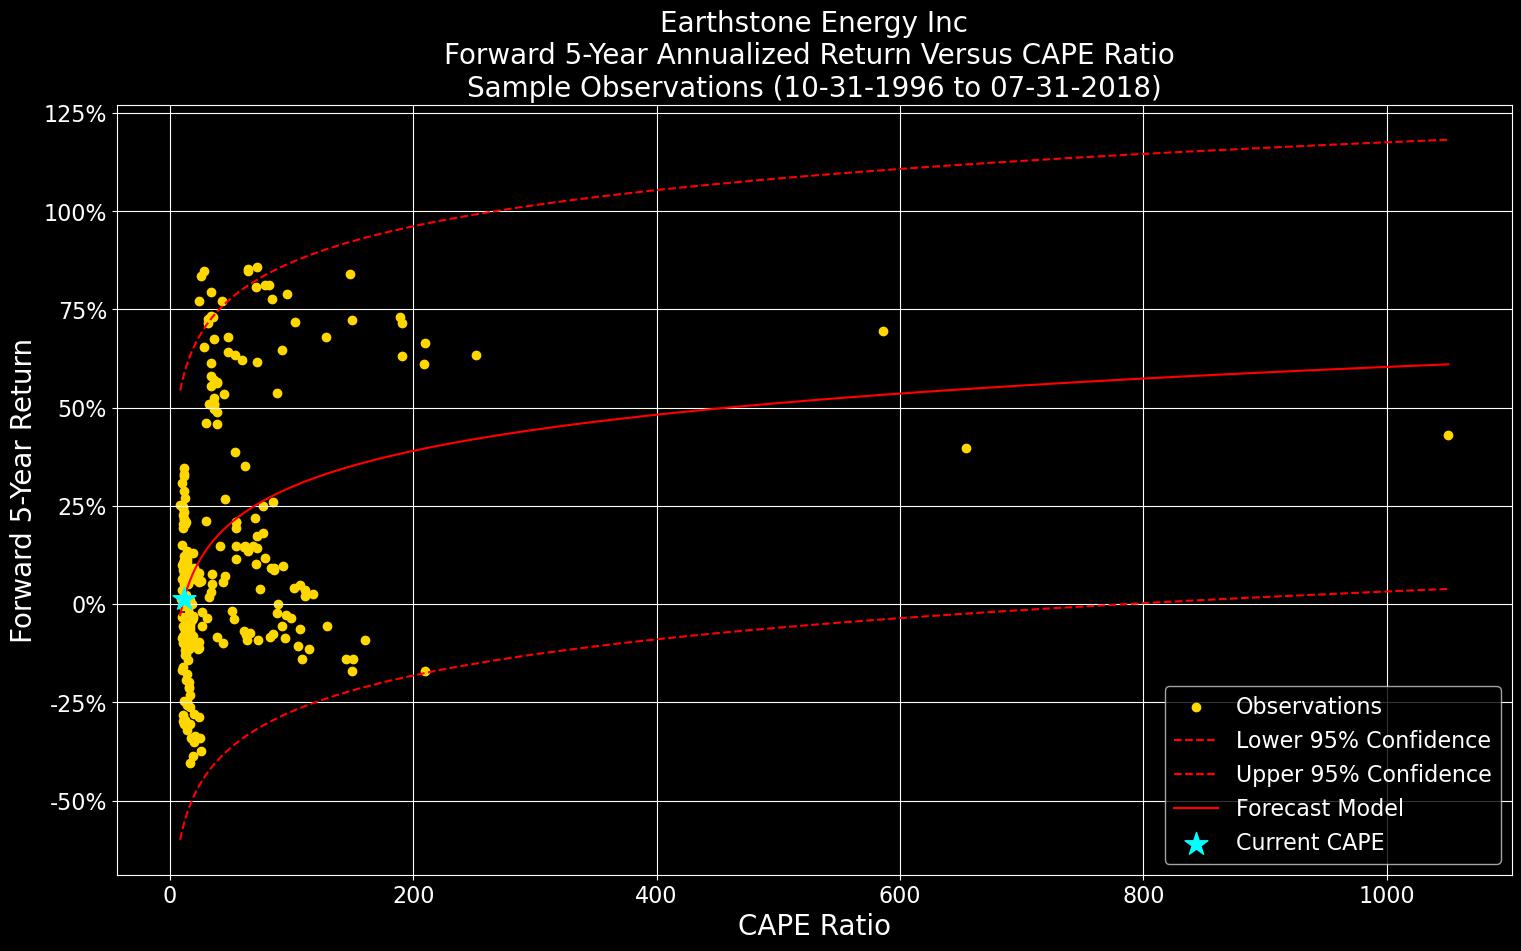 Earthstone Energy Inc
Forward 5-Year Annualized Return Versus CAPE Ratio
Sample Observations (10-31-1996 to 07-31-2018)
125%
100%
75%
50%
25%
0%
-25%
-50%
Forward 5-Year Return
0 200 400 600 800 1000
CAPE Ratio
Observations
Lower 95% Confidence
Upper 95% Confidence
Forecast Model
Current CAPE